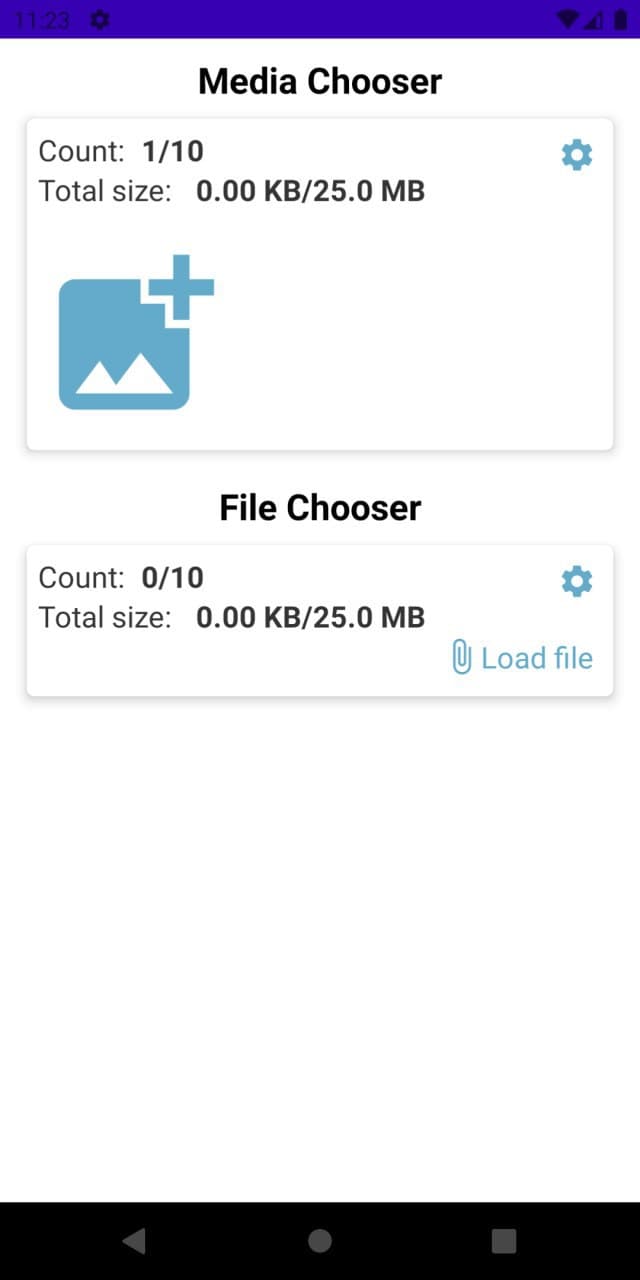 11:23
Media Chooser
Count: 1/10
Total size: 0.00 KB/25.0 MB
File Chooser
Count: 0/10
Total size: 0.00 KB/25.0 MB
Load file